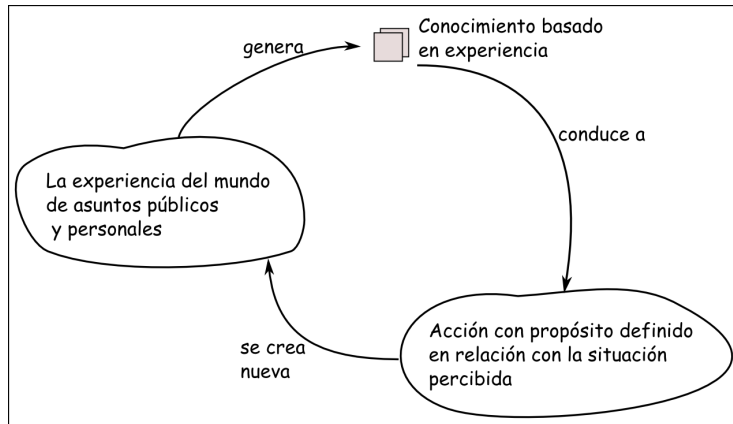 genera
Conocimiento basado
en experiencia
conduce a
La experiencia del mundo
de asuntos públicos
y personales
Acción con propósito definido
en relación con la situación
percibida
se crea
nueva